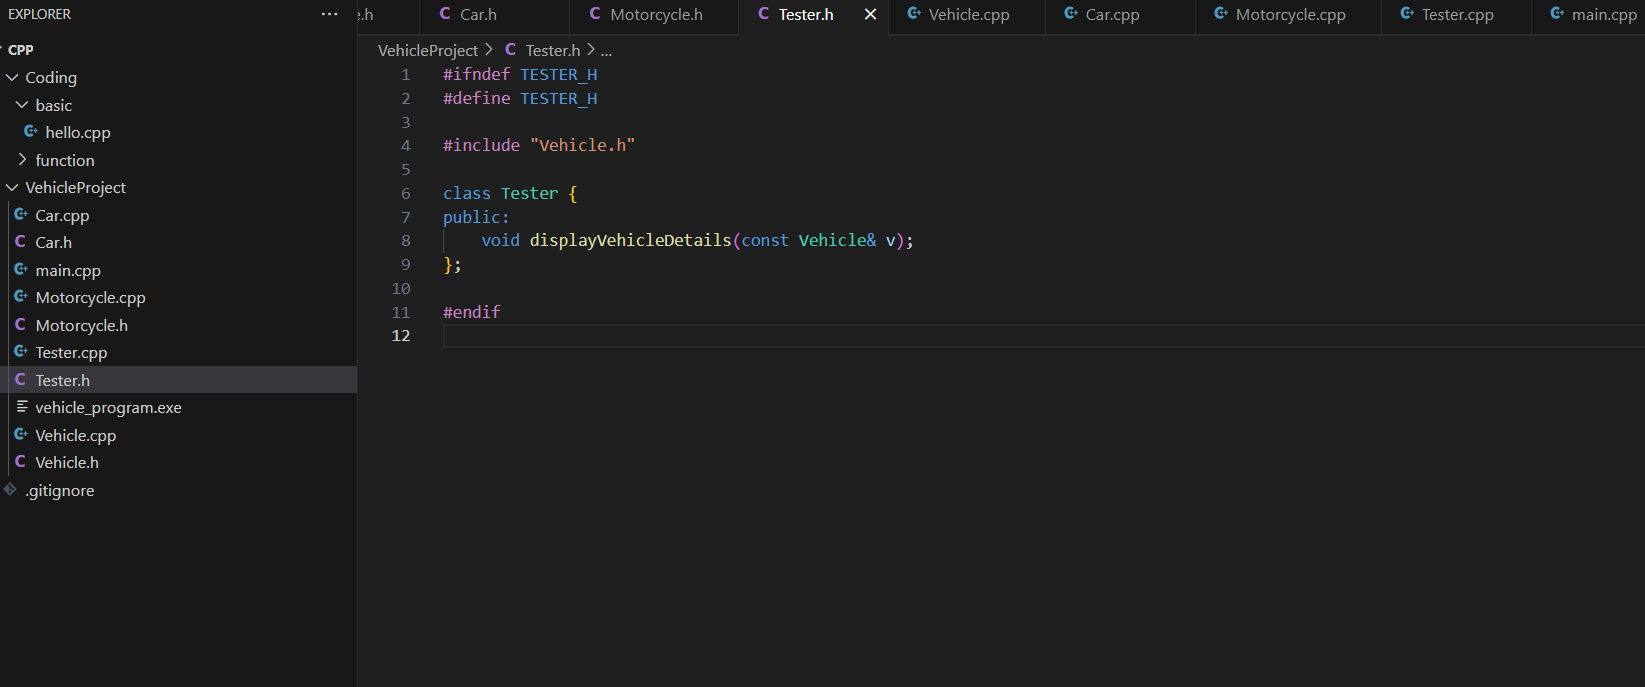 EXPLORER ...
CPP
Coding
basic
hello.cpp
function
VehicleProject
Car.cpp
Car.h
main.cpp
Motorcycle.cpp
Motorcycle.h
Tester.cpp
Tester.h
vehicle_program.exe
Vehicle.cpp
Vehicle.h
.gitignore
.h C Car.h C Motorcycle.h C Tester.h Vehicle.cpp Car.cpp Motorcycle.cpp Tester.cpp main.cpp
VehicleProject > C Tester.h > ...
1 #ifndef TESTER_H
2 #define TESTER_H
3
4 #include "Vehicle.h"
5
6 class Tester {
7 public:
8 void displayVehicleDetails(const Vehicle& v);
9 };
10
11 #endif
12